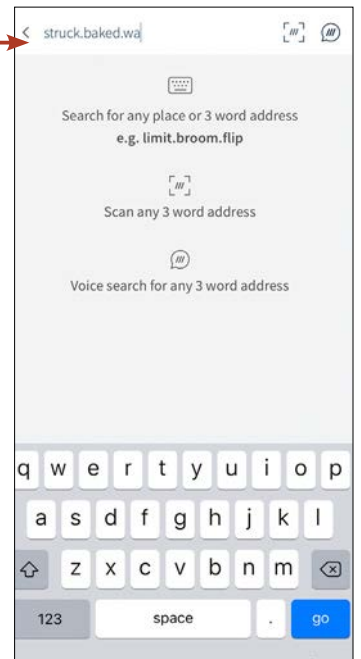 struck.baked.wa
Search for any place or 3 word address
e.g. limit.broom.flip
Scan any 3 word address
Voice search for any 3 word address
q w e r t y u i o p
a s d f g h j k l
z x c v b n m
123 space . go